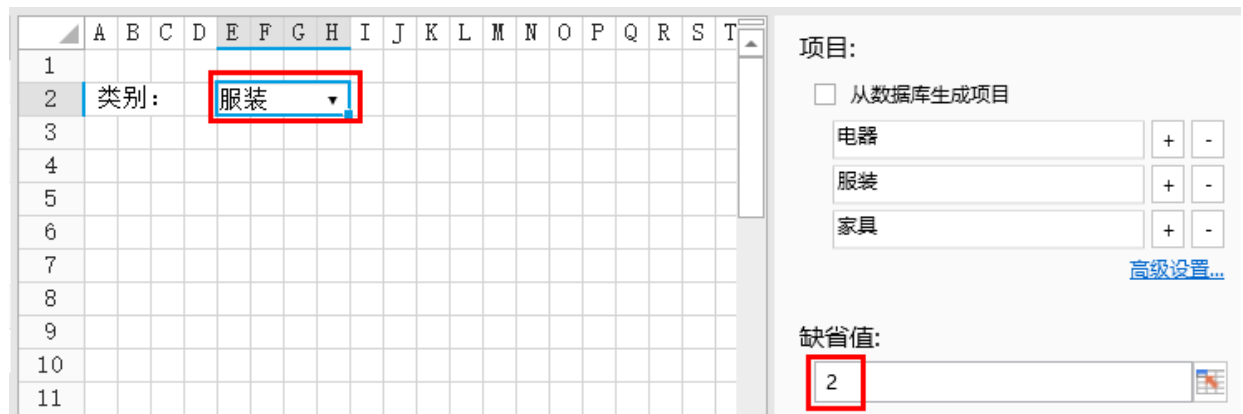 A B C D E F G H I J K L M N O P Q R S T
1
2 类别： 服装
3
4
5
6
7
8
9
10
11
项目:
从数据库生成项目
电器 + -
服装 + -
家具 + -
高级设置...
缺省值:
2